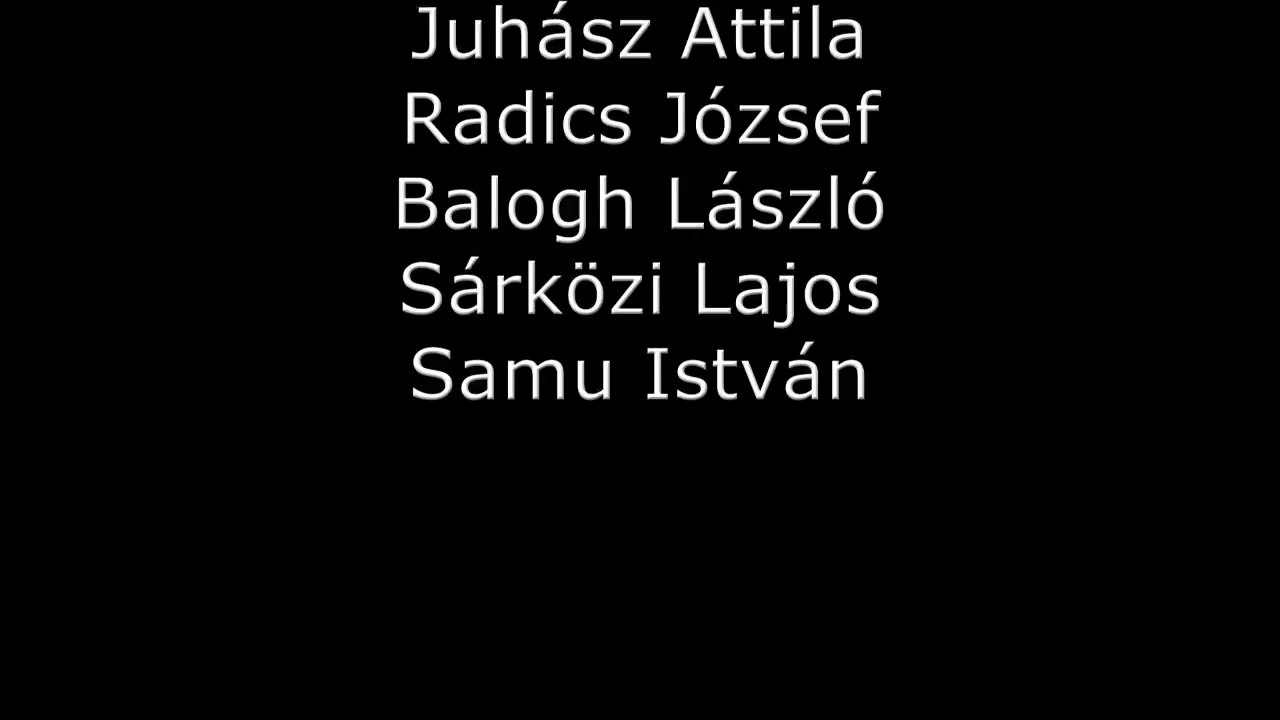 Juhász Attila
Radics József
Balogh László
Sárközi Lajos
Samu István